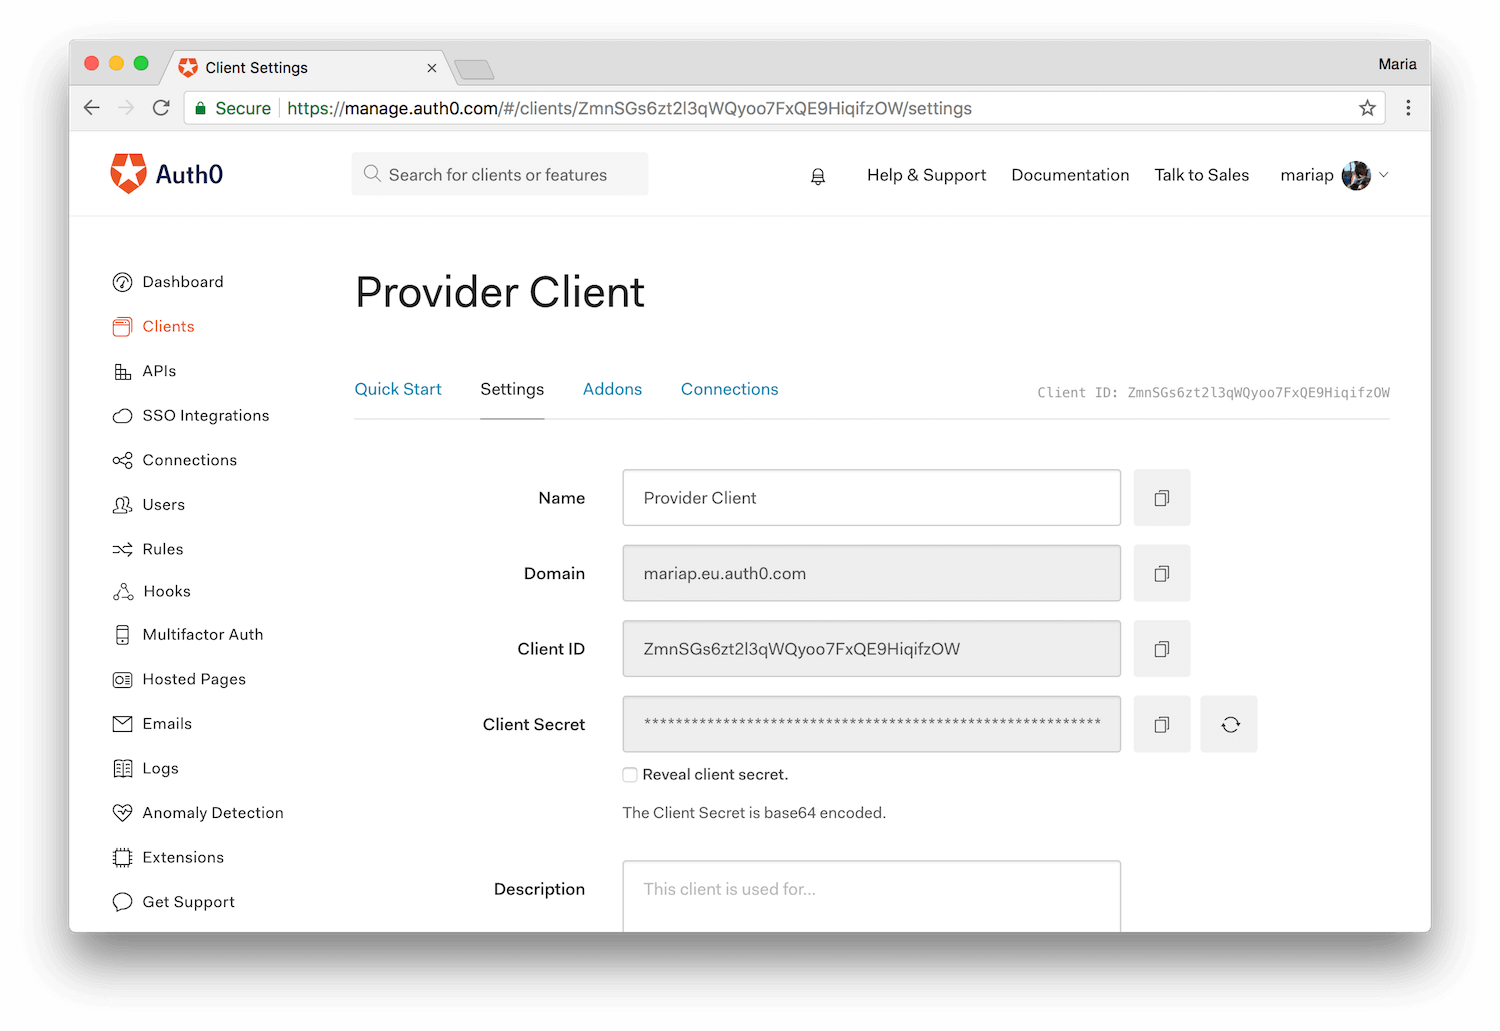 Client Settings
Maria
Secure https://manage.auth0.com/#/clients/ZmnSGs6zt2l3qWQyoo7FxQE9HiqifzOW/settings
Auth0
Search for clients or features
Help & Support
Documentation
Talk to Sales
mariap
Dashboard
Clients
APIs
SSO Integrations
Connections
Users
Rules
Hooks
Multifactor Auth
Hosted Pages
Emails
Logs
Anomaly Detection
Extensions
Get Support
Provider Client
Quick Start
Settings
Addons
Connections
Client ID: ZmnSGs6zt2l3qWQyoo7FxQE9HiqifzOW
Name
Provider Client
Domain
mariap.eu.auth0.com
Client ID
ZmnSGs6zt2l3qWQyoo7FxQE9HiqifzOW
Client Secret
**********************************************************
Reveal client secret.
The Client Secret is base64 encoded.
Description
This client is used for...